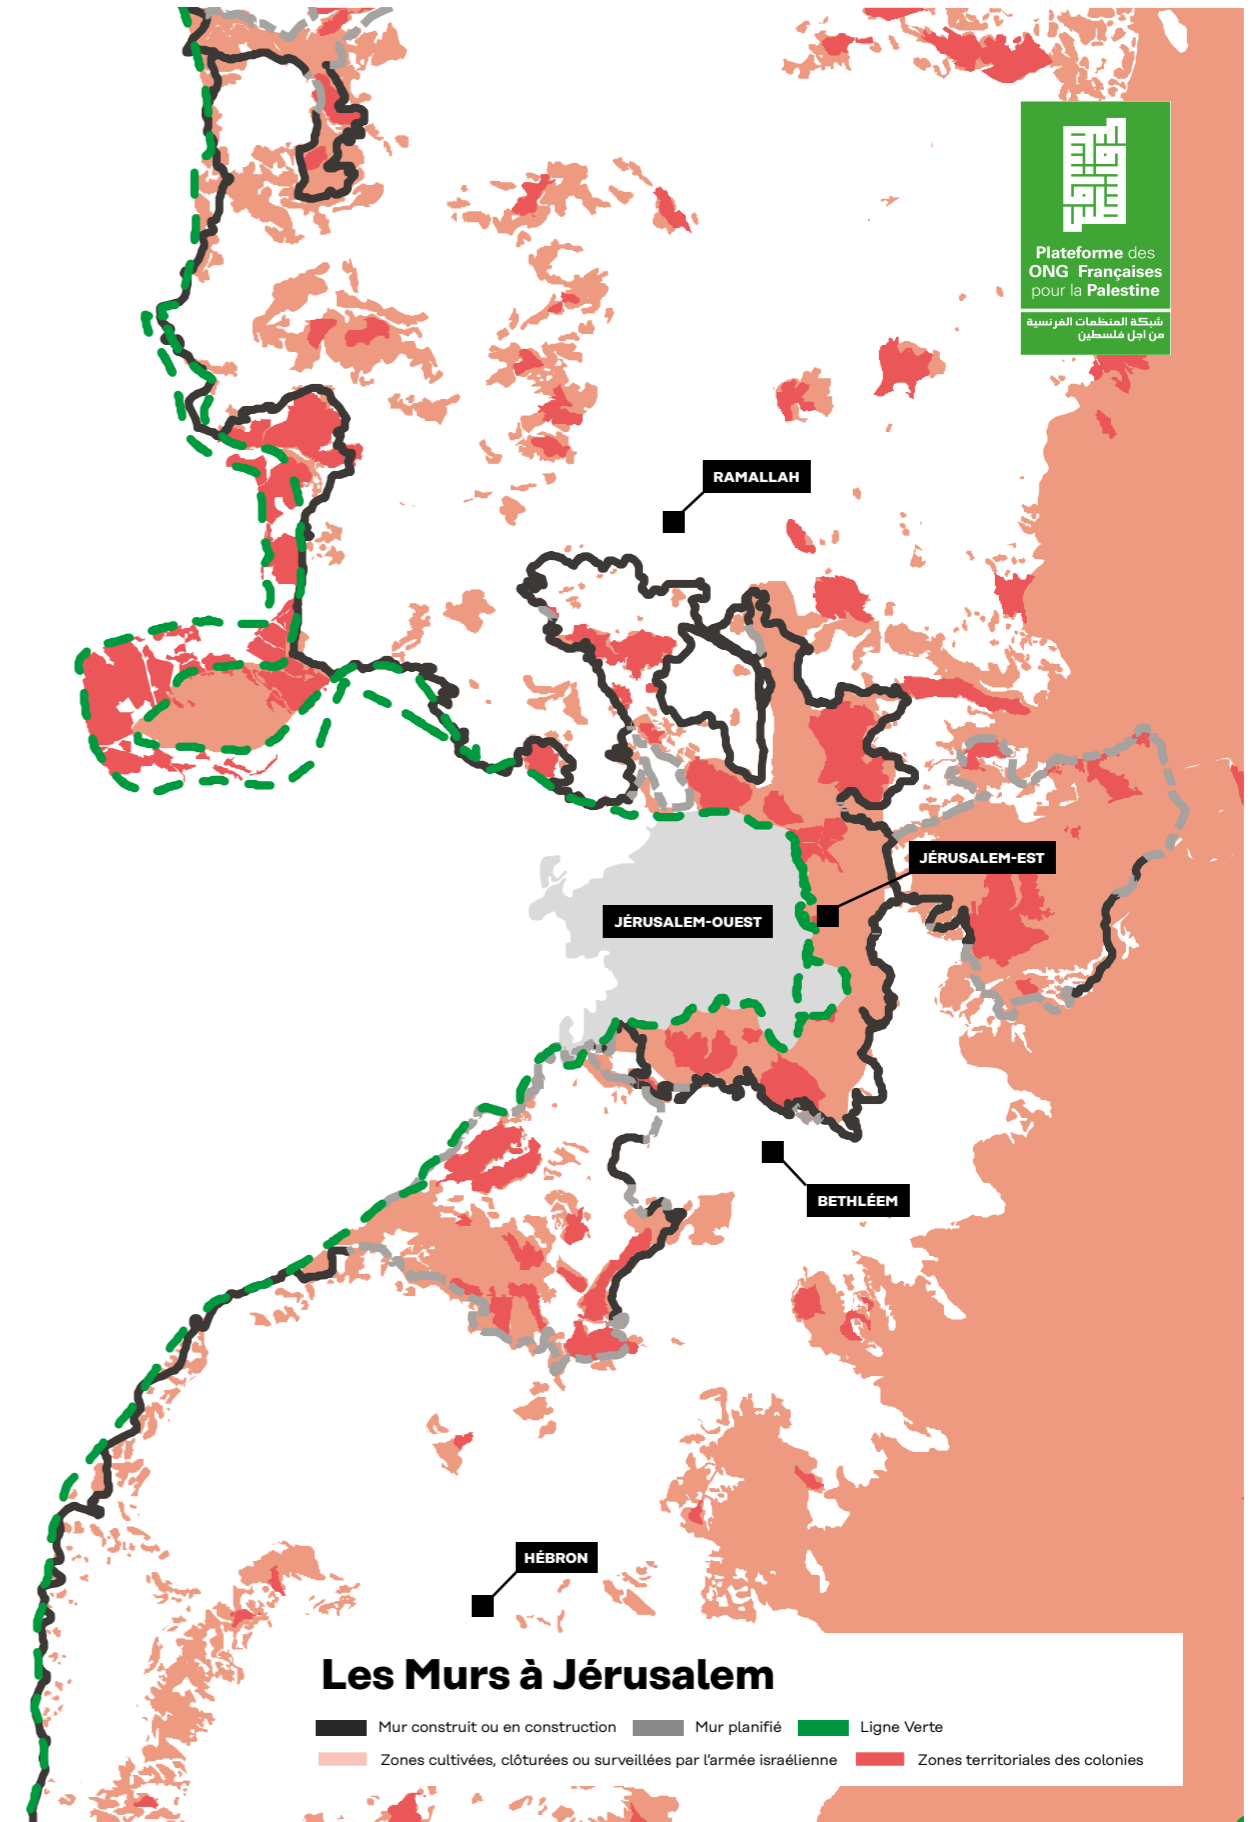 Plateforme des
ONG Françaises
pour la Palestine
شبكة المنظمات الفرنسية
من اجل فلسطين
RAMALLAH
JÉRUSALEM-EST
JÉRUSALEM-OUEST
BETHLÉEM
HÉBRON
Les Murs à Jérusalem
Mur construit ou en construction
Mur planifié
Ligne Verte
Zones cultivées, clôturées ou surveillées par l'armée israélienne
Zones territoriales des colonies